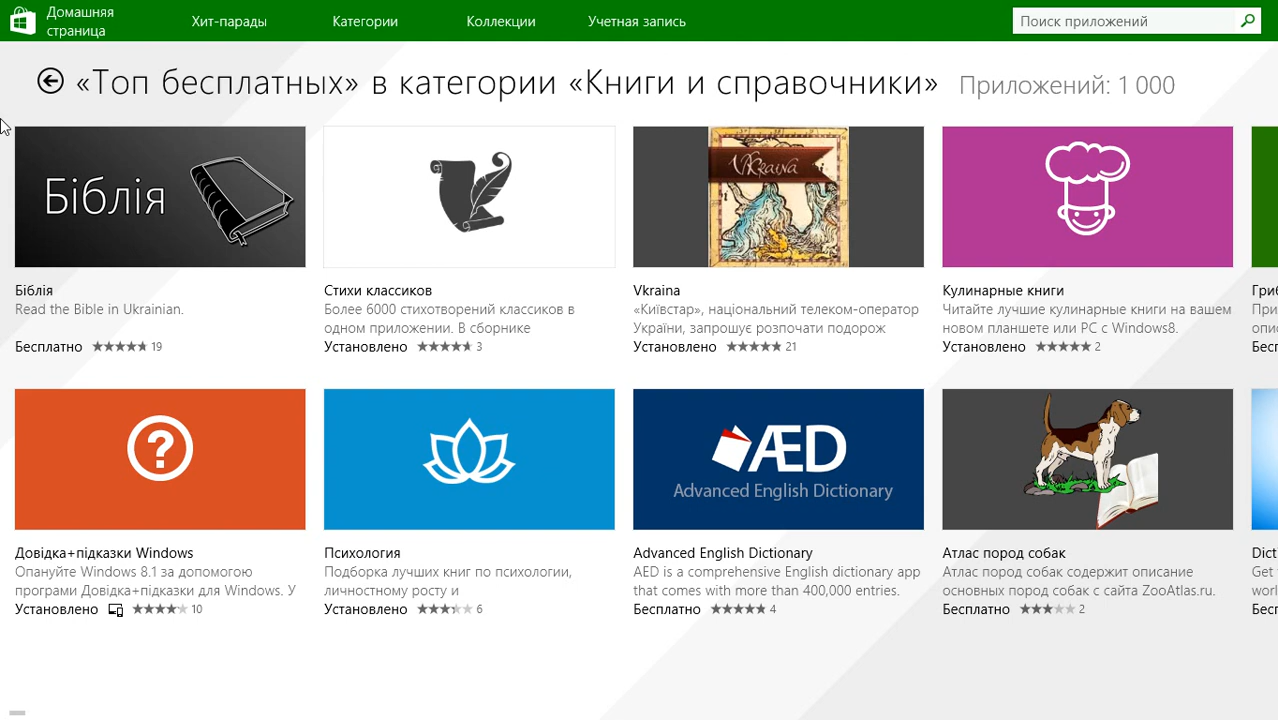 Домашняя страница
Хит-парады
Категории
Коллекции
Учетная запись
Поиск приложений
«Топ бесплатных» в категории «Книги и справочники»
Приложений: 1 000
Біблія
VKRAINA
Біблія
Read the Bible in Ukrainian.
Бесплатно
19
Стихи классиков
Более 6000 стихотворений классиков в
одном приложении. В сборнике
Установлено
3
Vkraina
«Київстар», національний телеком-оператор
України, запрошує розпочати подорож
Установлено
21
Кулинарные книги
Читайте лучшие кулинарные книги на вашем
новом планшете или PC с Windows8.
Установлено
2
ÆD
Advanced English Dictionary
Довідка+підказки Windows
Опануйте Windows 8.1 за допомогою
програми Довідка+підказки для Windows. У
Установлено
10
Психология
Подборка лучших книг по психологии,
личностному росту и
Установлено
6
Advanced English Dictionary
AED is a comprehensive English dictionary app
that comes with more than 400,000 entries.
Бесплатно
4
Атлас пород собак
Атлас пород собак содержит описание
основных пород собак с сайта ZooAtlas.ru.
Бесплатно
2
Get